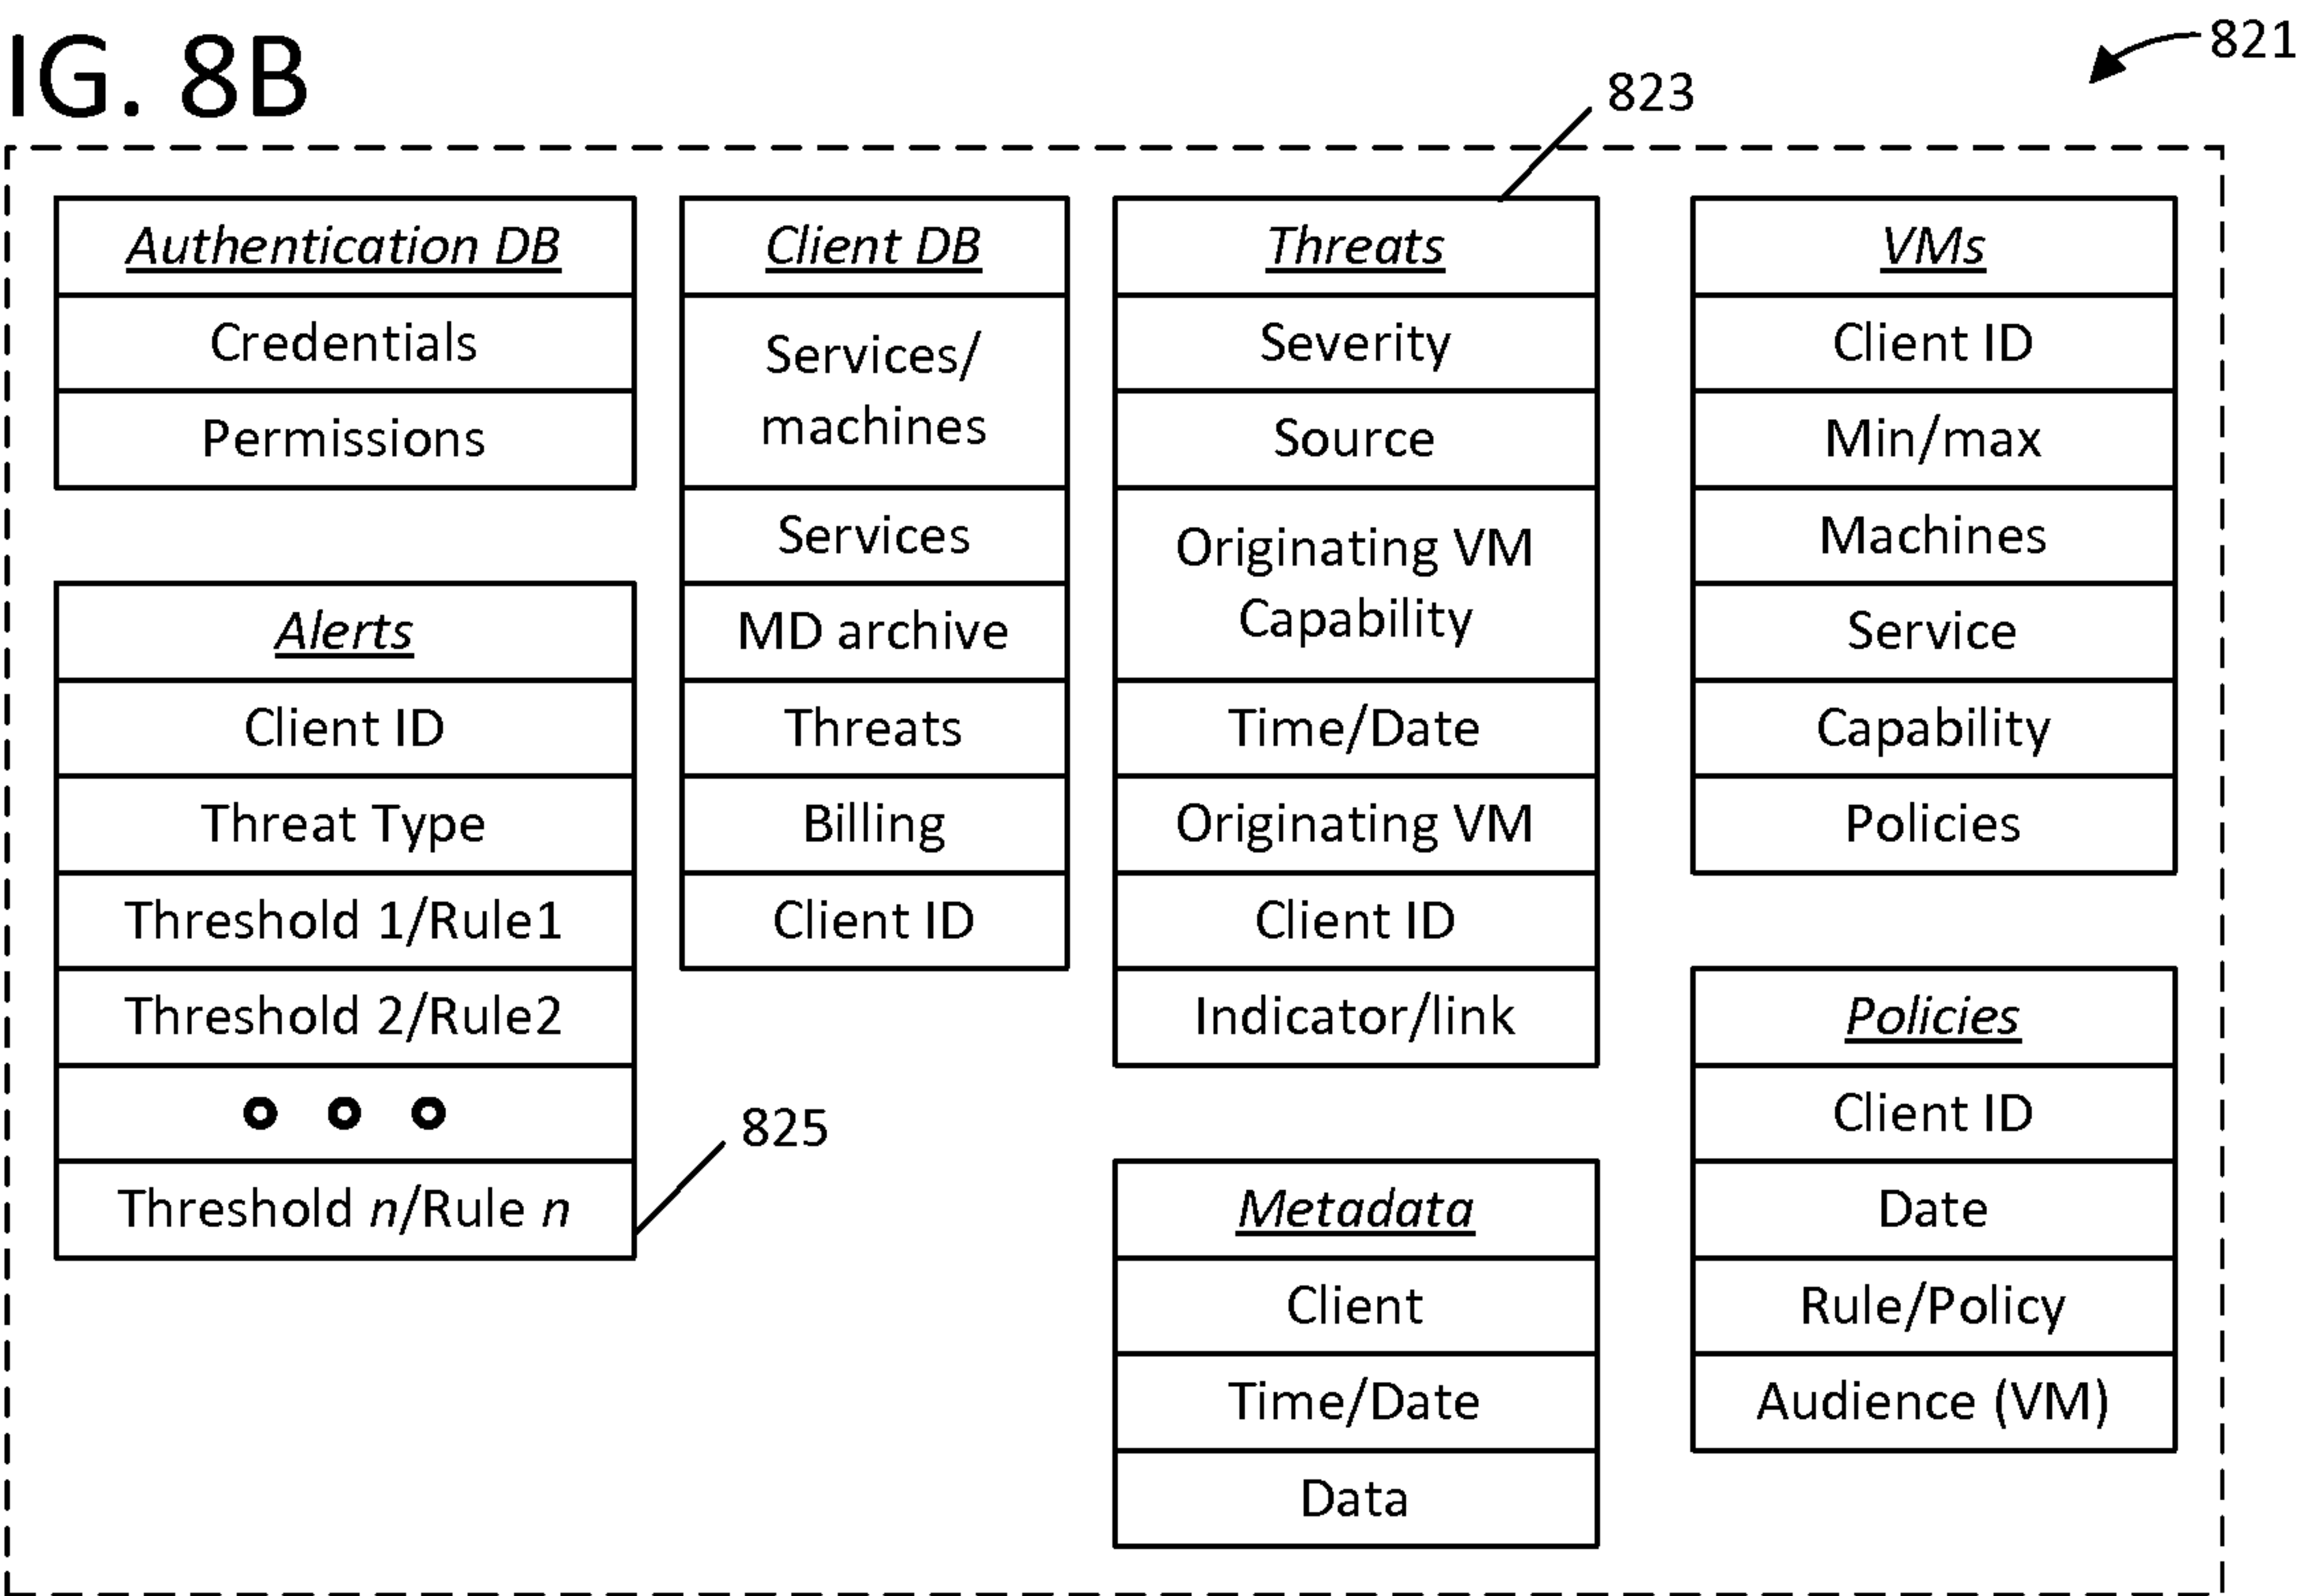 IG. 8B
821
823
Authentication DB
Credentials
Permissions
Alerts
Client ID
Threat Type
Threshold 1/Rule1
Threshold 2/Rule2
Threshold n/Rule n
825
Client DB
Services/
machines
Services
MD archive
Threats
Billing
Client ID
Threats
Severity
Source
Originating VM
Capability
Time/Date
Originating VM
Client ID
Indicator/link
Metadata
Client
Time/Date
Data
VMs
Client ID
Min/max
Machines
Service
Capability
Policies
Policies
Client ID
Date
Rule/Policy
Audience (VM)